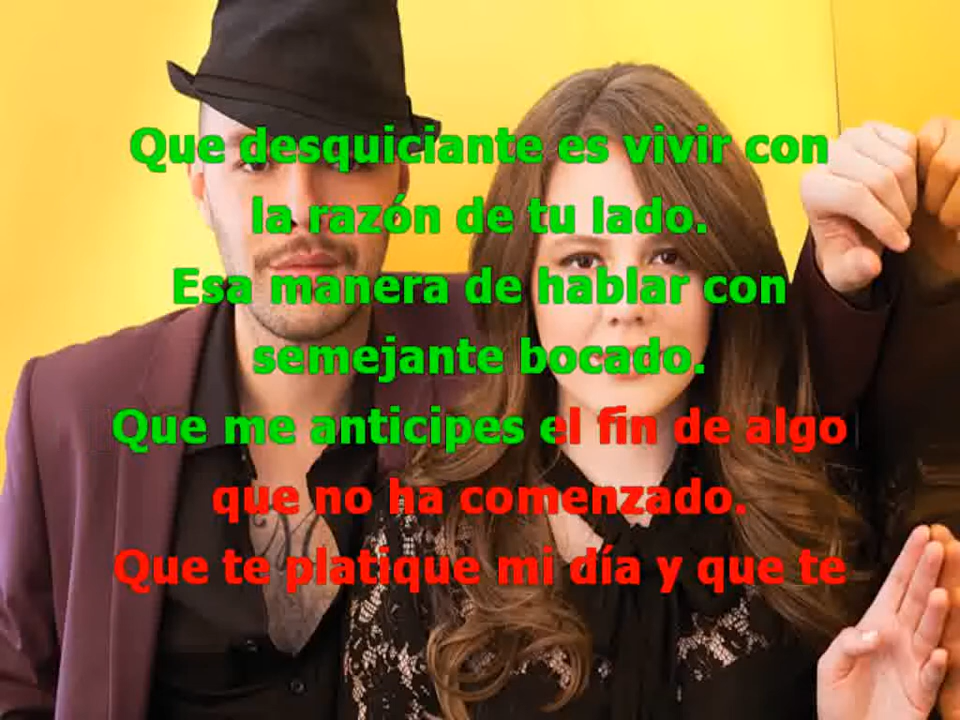 Que desquiciante es vivir con
la razón de tu lado.
Esa manera de hablar con
semejante bocado.
Que me anticipes el fin de algo
que no ha comenzado.
Que te platique mi día y que te